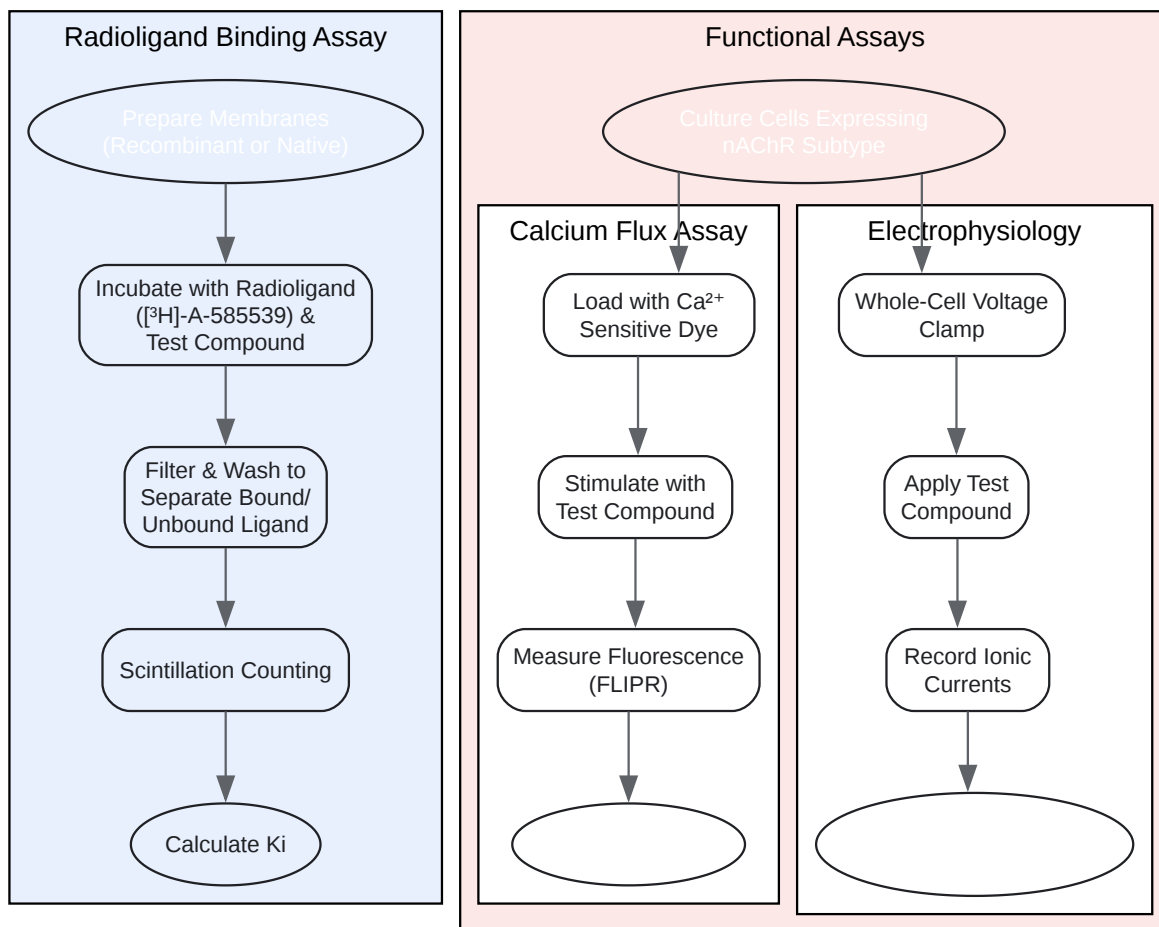 Radioligand Binding Assay
Prepare Membranes
(Recombinant or Native)
Incubate with Radioligand
([³H]-A-585539) &
Test Compound
Filter & Wash to
Separate Bound/
Unbound Ligand
Scintillation Counting
Calculate Ki
Functional Assays
Culture Cells Expressing
nAChR Subtype
Calcium Flux Assay
Load with Ca²⁺
Sensitive Dye
Stimulate with
Test Compound
Measure Fluorescence
(FLIPR)
Electrophysiology
Whole-Cell Voltage
Clamp
Apply Test
Compound
Record Ionic
Currents